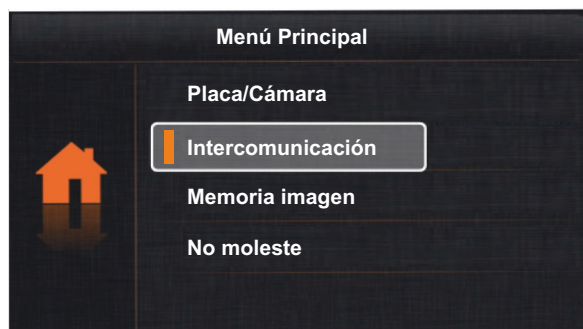 Menú Principal
Placa/Cámara
Intercomunicación
Memoria imagen
No moleste